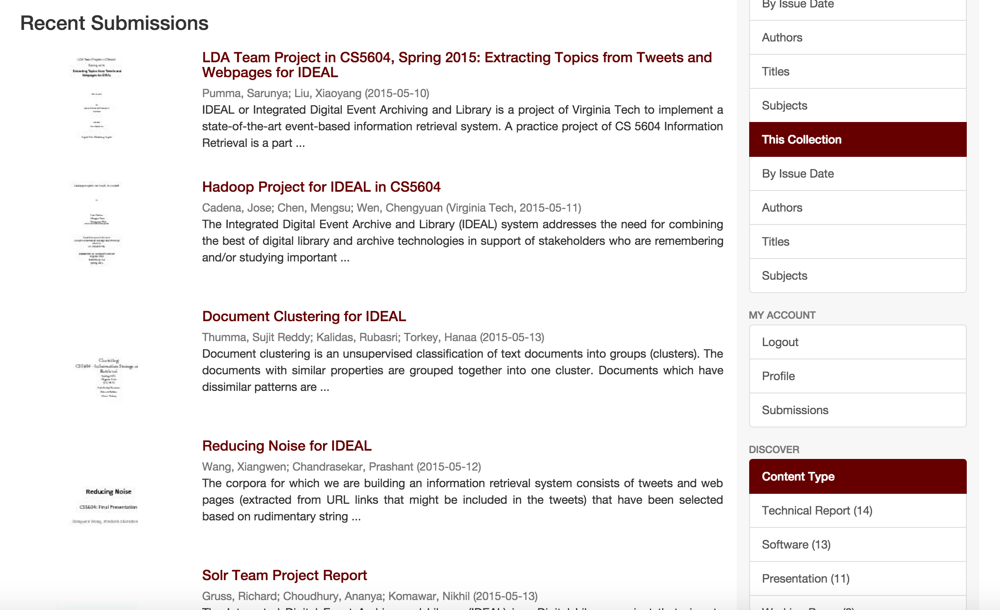 Recent Submissions
LDA Team Project in CS5604, Spring 2015: Extracting Topics from Tweets and
Webpages for IDEAL
Pumma, Sarunya; Liu, Xiaoyang (2015-05-10)
IDEAL or Integrated Digital Event Archiving and Library is a project of Virginia Tech to implement a
state-of-the-art event-based information retrieval system. A practice project of CS 5604 Information
Retrieval is a part ...
Hadoop Project for IDEAL in CS5604
Cadena, Jose; Chen, Mengsu; Wen, Chengyuan (Virginia Tech, 2015-05-11)
The Integrated Digital Event Archive and Library (IDEAL) system addresses the need for combining
the best of digital library and archive technologies in support of stakeholders who are remembering
and/or studying important ...
Document Clustering for IDEAL
Thumma, Sujit Reddy; Kalidas, Rubasri; Torkey, Hanaa (2015-05-13)
Document clustering is an unsupervised classification of text documents into groups (clusters). The
documents with similar properties are grouped together into one cluster. Documents which have
dissimilar patterns are ...
Reducing Noise
CS5604: Final Presentation
Reducing Noise for IDEAL
Wang, Xiangwen; Chandrasekar, Prashant (2015-05-12)
The corpora for which we are building an information retrieval system consists of tweets and web
pages (extracted from URL links that might be included in the tweets) that have been selected
based on rudimentary string ...
Solr Team Project Report
Gruss, Richard; Choudhury, Ananya; Komawar, Nikhil (2015-05-13)
By Issue Date
Authors
Titles
Subjects
This Collection
By Issue Date
Authors
Titles
Subjects
MY ACCOUNT
Logout
Profile
Submissions
DISCOVER
Content Type
Technical Report (14)
Software (13)
Presentation (11)